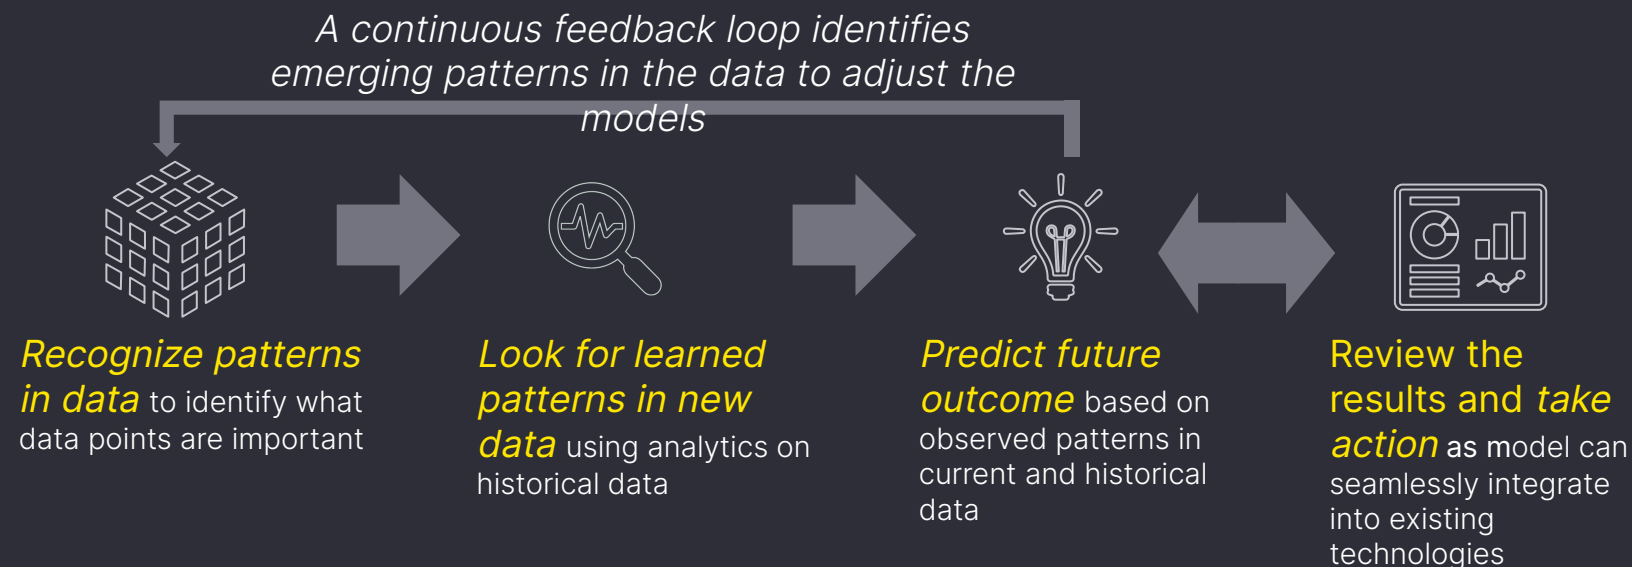 A continuous feedback loop identifies
emerging patterns in the data to adjust the
models
Recognize patterns
in data to identify what
data points are important
Look for learned
patterns in new
data using analytics on
historical data
Predict future
outcome based on
observed patterns in
current and historical
data
Review the
results and take
action as model can
seamlessly integrate
into existing
technologies